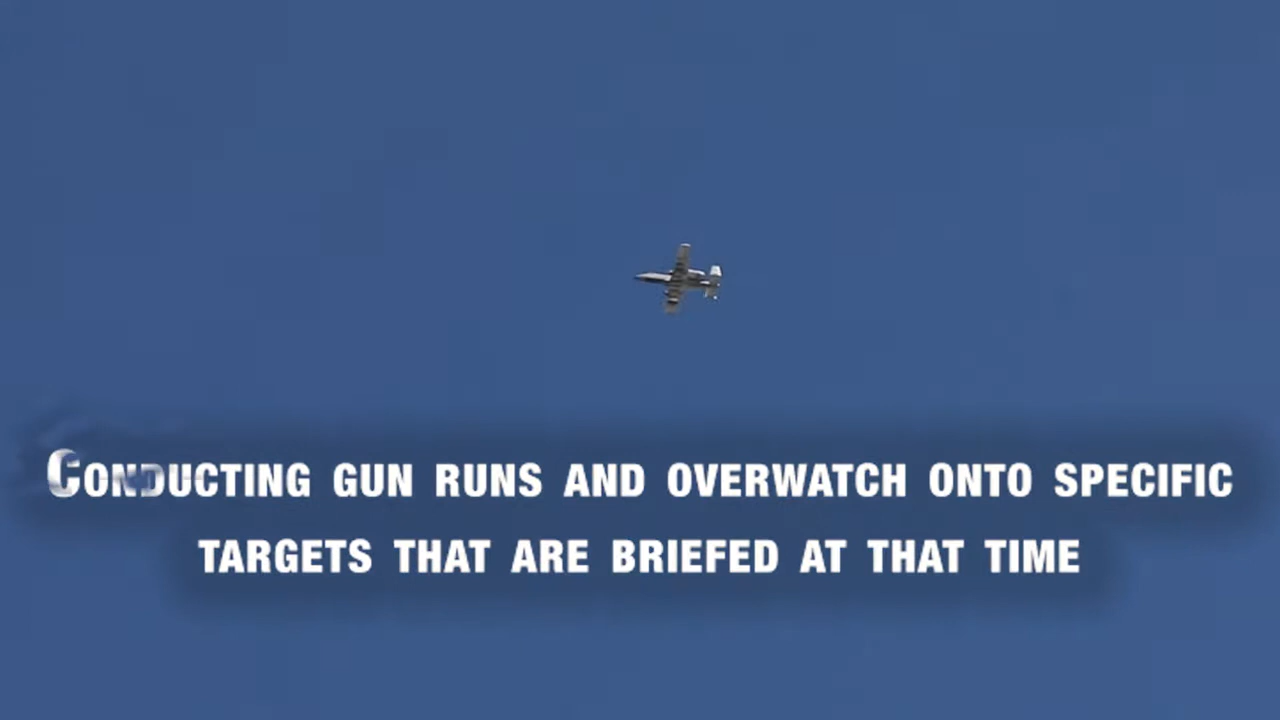 Conducting gun runs and overwatch onto specific
targets that are briefed at that time